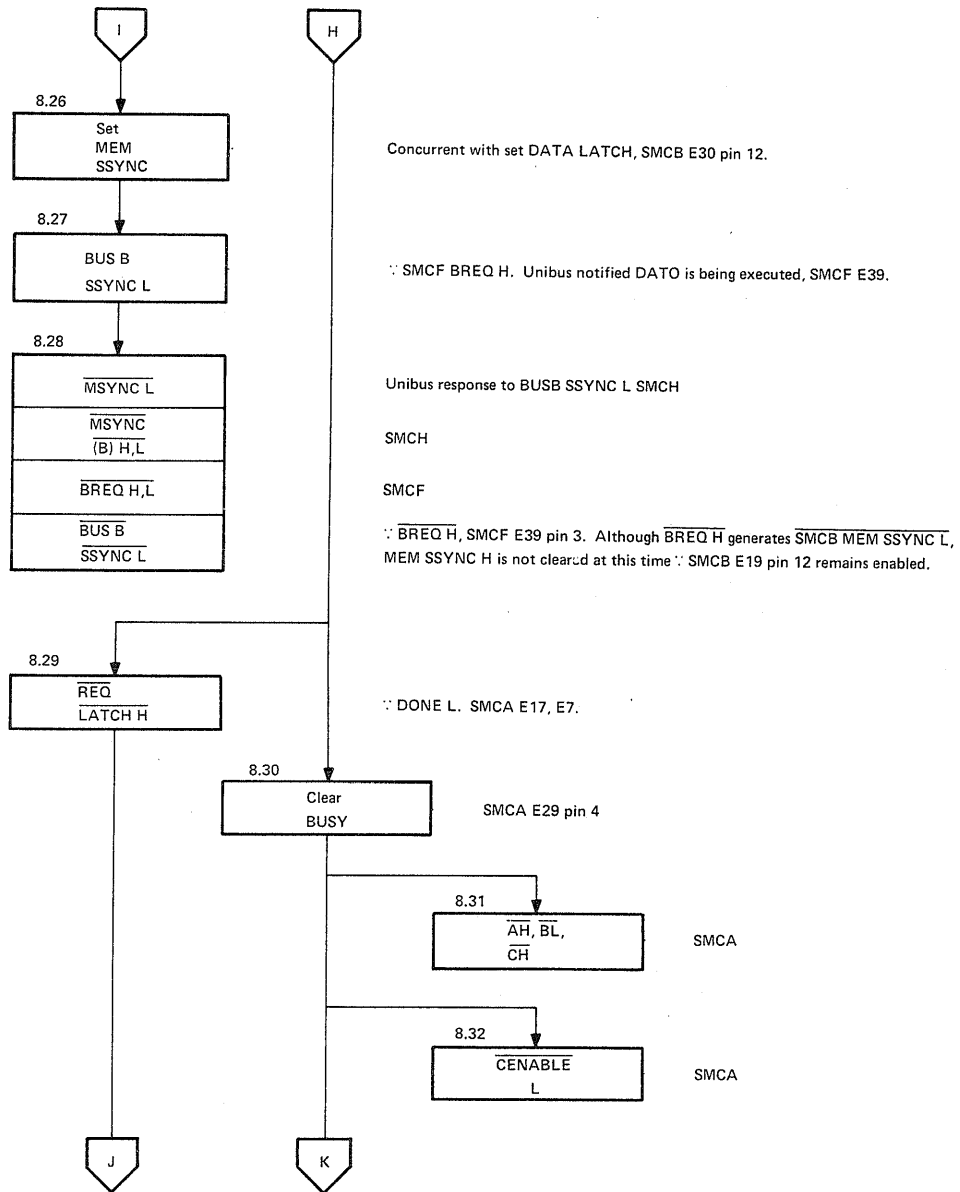 I
H
8.26
Set
MEM
SSYNC
Concurrent with set DATA LATCH, SMCB E30 pin 12.
8.27
BUS B
SSYNC L
∵ SMCF BREQ H. Unibus notified DATO is being executed, SMCF E39.
8.28
MSYNC L
Unibus response to BUSB SSYNC L SMCH
MSYNC
(B) H,L
SMCH
BREQ H,L
SMCF
BUS B
SSYNC L
∵ BREQ H, SMCF E39 pin 3. Although BREQ H generates SMCB MEM SSYNC L,
MEM SSYNC H is not cleared at this time ∵ SMCB E19 pin 12 remains enabled.
8.29
REQ
LATCH H
∵ DONE L. SMCA E17, E7.
8.30
Clear
BUSY
SMCA E29 pin 4
8.31
AH, BL,
CH
SMCA
8.32
CENABLE
L
SMCA
J
K